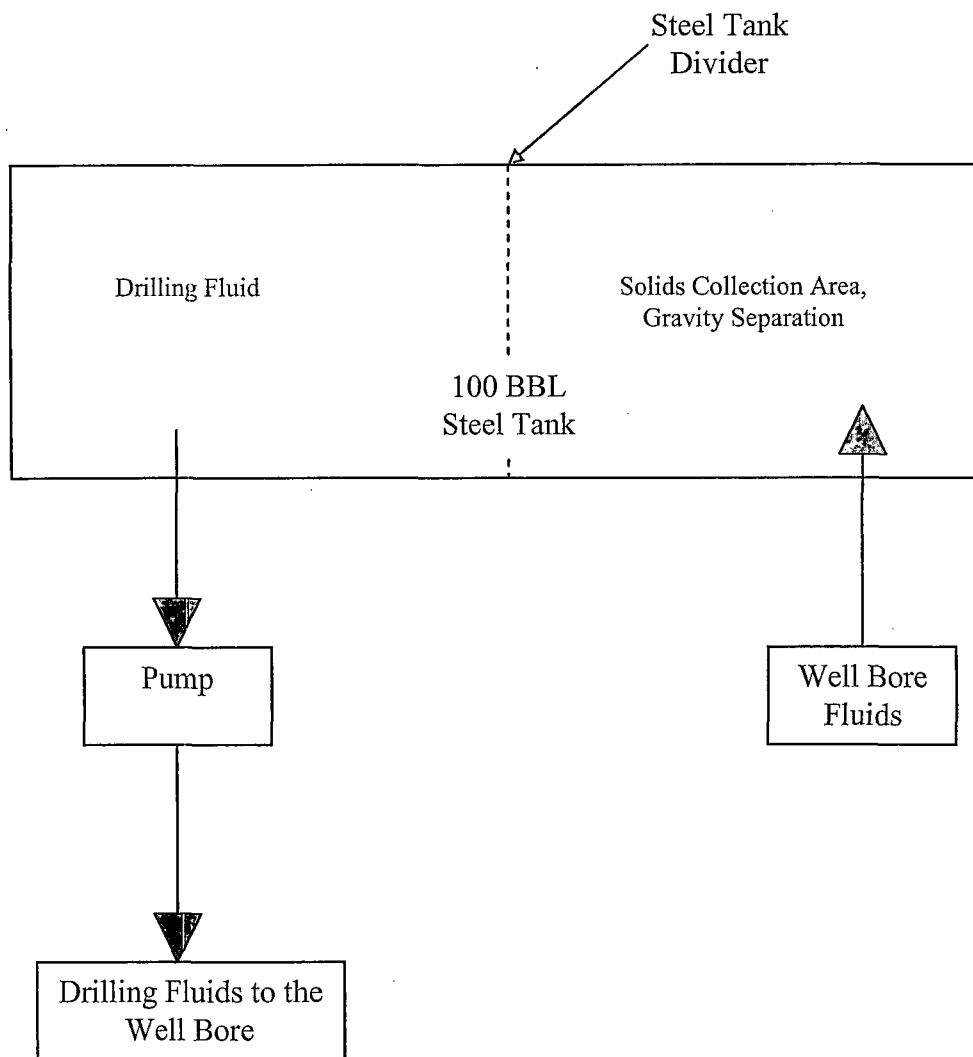 Steel Tank
Divider
Drilling Fluid
Solids Collection Area,
Gravity Separation
100 BBL
Steel Tank
Pump
Well Bore
Fluids
Drilling Fluids to the
Well Bore